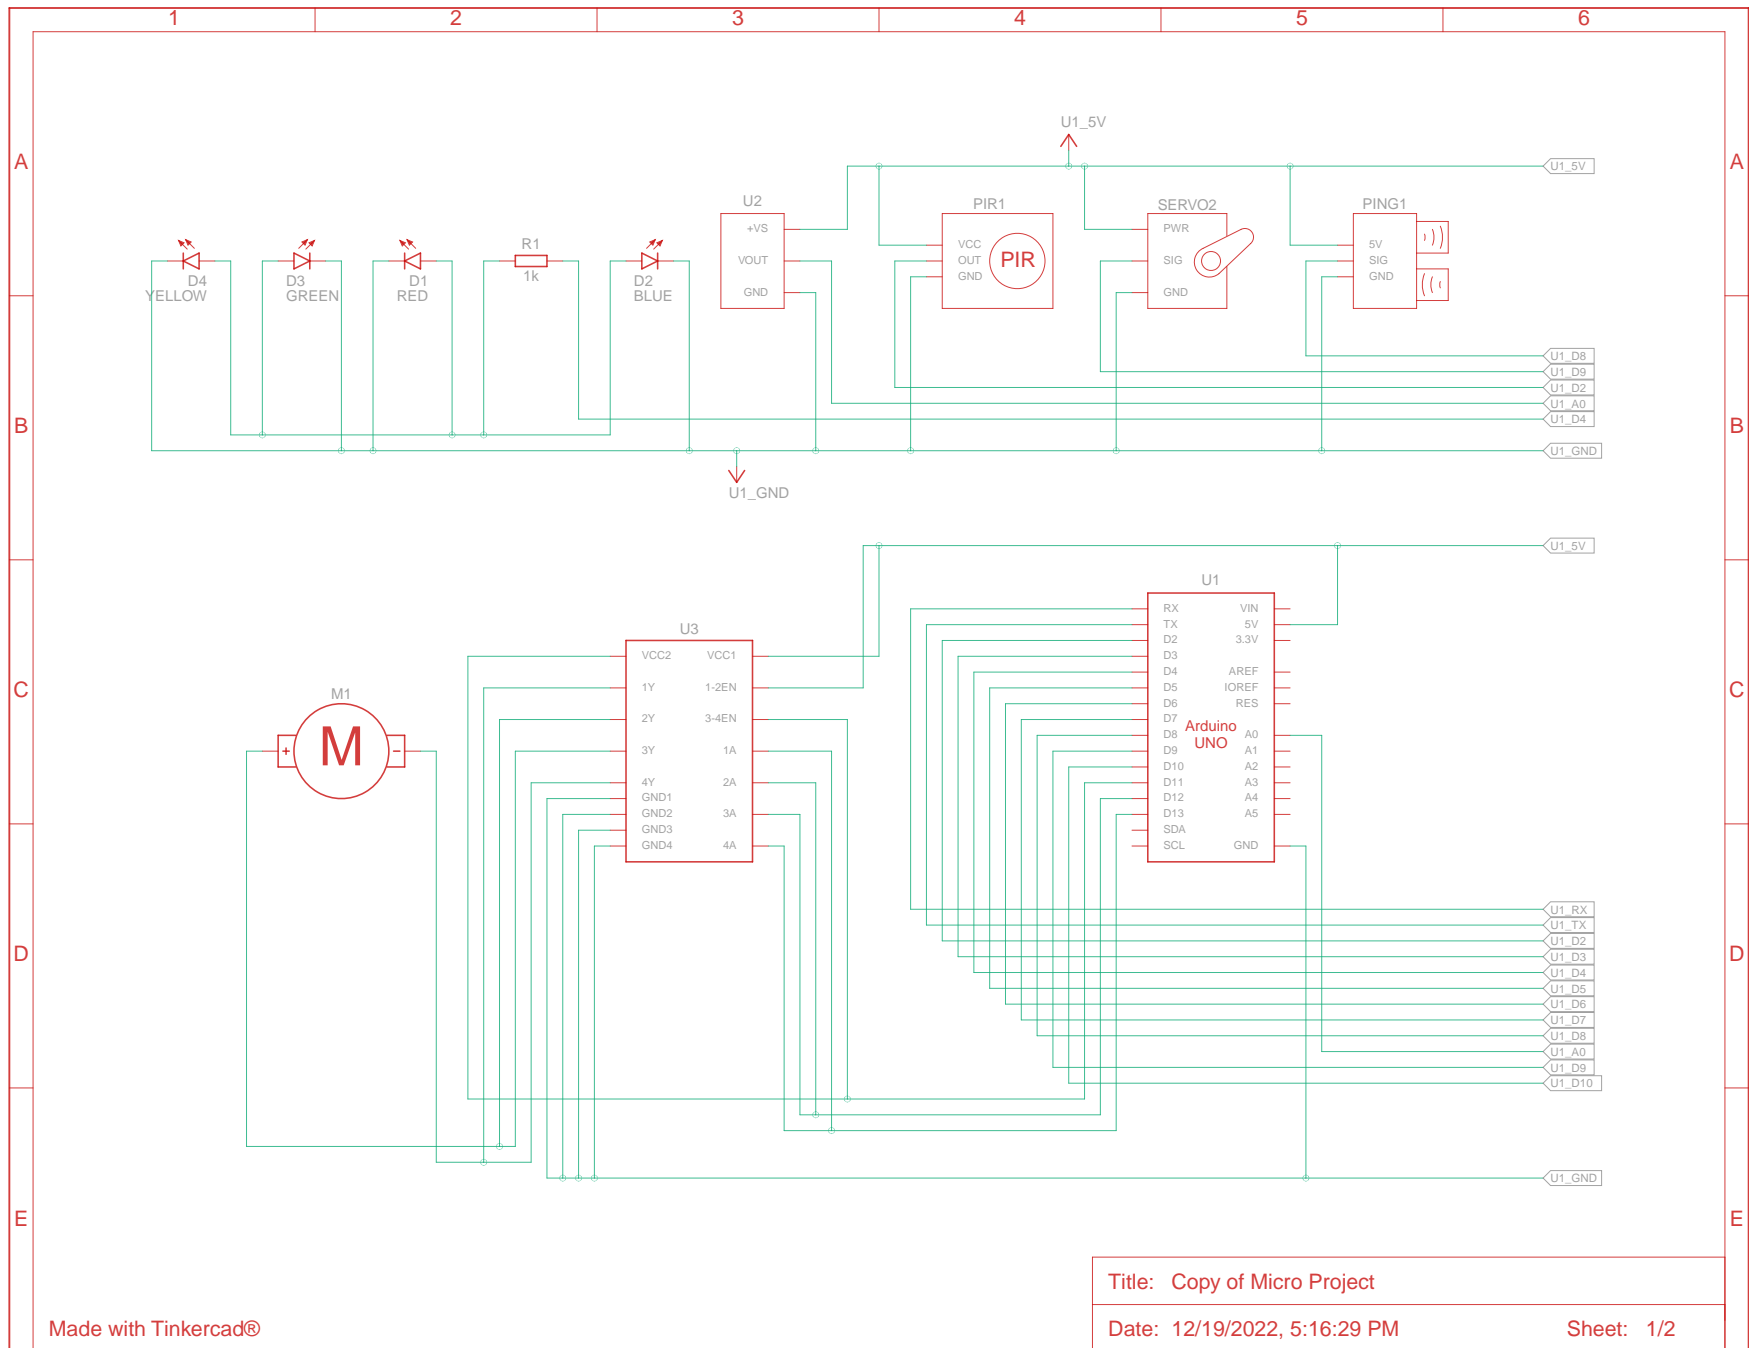 1 2 3 4 5 6
A A
B B
C C
D D
E E
U1_5V
U1_5V
U2
+VS
VOUT
GND
PIR1
VCC
OUT
GND
PIR
SERVO2
PWR
SIG
GND
PING1
5V
SIG
GND
D4
YELLOW
D3
GREEN
D1
RED
R1
1k
D2
BLUE
U1_D8
U1_D9
U1_D2
U1_A0
U1_D4
U1_GND
U1_GND
U1_5V
M1
+ M -
U3
VCC2 VCC1
1Y 1-2EN
2Y 3-4EN
3Y 1A
4Y 2A
GND1
GND2 3A
GND3
GND4 4A
U1
RX VIN
TX 5V
D2 3.3V
D3
D4 AREF
D5 IOREF
D6 RES
D7
D8 A0
D9 A1
D10 A2
D11 A3
D12 A4
D13 A5
SDA
SCL GND
Arduino
UNO
U1_RX
U1_TX
U1_D2
U1_D3
U1_D4
U1_D5
U1_D6
U1_D7
U1_D8
U1_A0
U1_D9
U1_D10
U1_GND
Title: Copy of Micro Project
Made with Tinkercad®
Date: 12/19/2022, 5:16:29 PM Sheet: 1/2